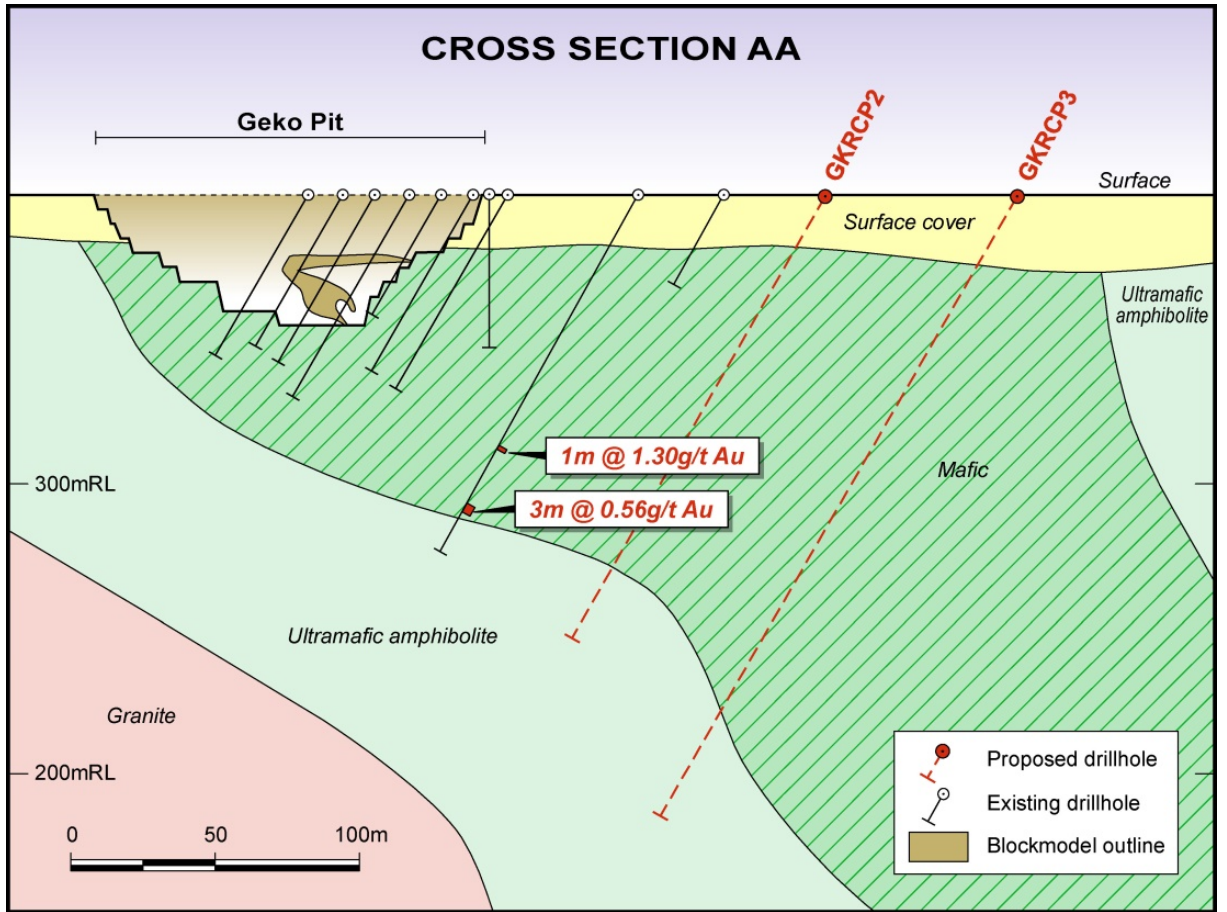 CROSS SECTION AA
Geko Pit
GKRCP2
GKRCP3
Surface
Surface cover
Ultramafic
amphibolite
1m @ 1.30g/t Au
Mafic
300mRL
3m @ 0.56g/t Au
Ultramafic amphibolite
Granite
200mRL
0 50 100m
Proposed drillhole
Existing drillhole
Blockmodel outline